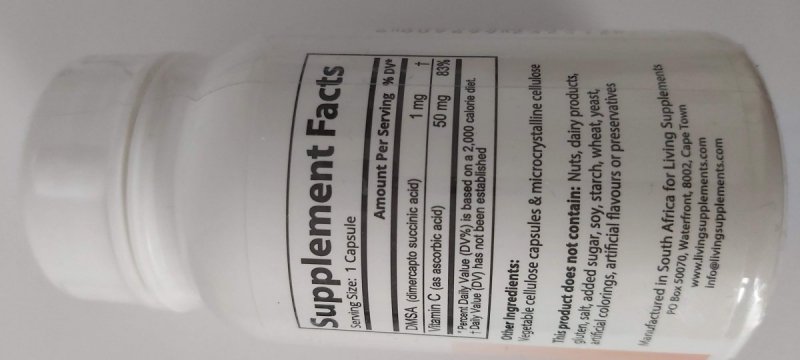 Supplement Facts
Serving Size: 1 Capsule
Amount Per Serving % DV*
DMSA (dimercapto succinic acid) 1 mg †
Vitamin C (as ascorbic acid) 50 mg 83%
*Percent Daily Value (DV%) is based on a 2,000 calorie diet.
† Daily Value (DV) has not been established
Other Ingredients:
Vegetable cellulose capsules & microcrystalline cellulose
This product does not contain: Nuts, dairy products,
gluten, salt, added sugar, soy, starch, wheat, yeast,
artificial colorings, artificial flavours or preservatives
Manufactured in South Africa for Living Supplements
PO Box 50070, Waterfront, 8002, Cape Town
www.livingsupplements.com
info@livingsupplements.com